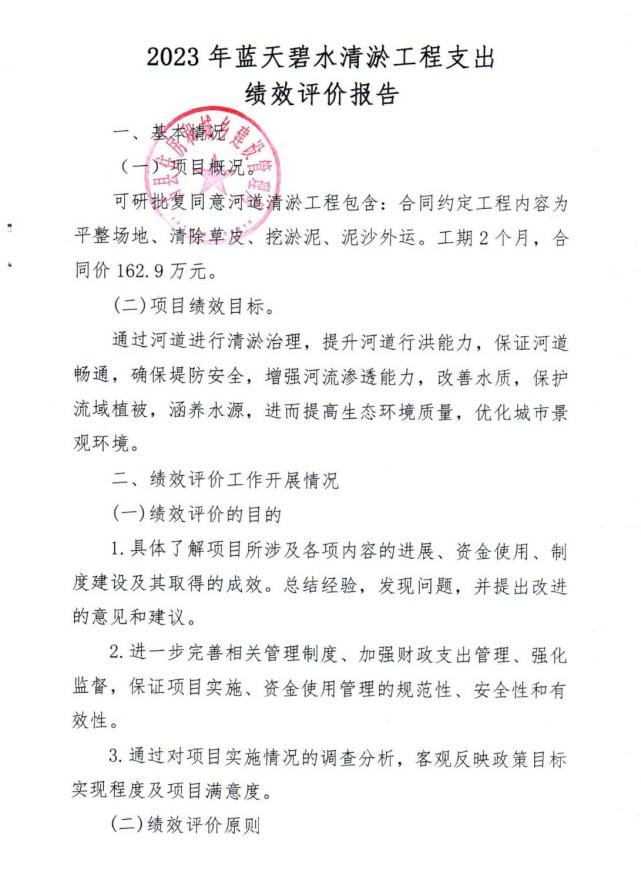 2023 年蓝天碧水清淤工程支出
绩效评价报告
一、基本情况
(一)项目概况。
可研批复同意河道清淤工程包含：合同约定工程内容为
平整场地、清除草皮、挖淤泥、泥沙外运。工期 2 个月，合
同价 162.9 万元。
(二)项目绩效目标。
通过河道进行清淤治理，提升河道行洪能力，保证河道
畅通，确保堤防安全，增强河流渗透能力，改善水质，保护
流域植被，涵养水源，进而提高生态环境质量，优化城市景
观环境。
二、绩效评价工作开展情况
(一)绩效评价的目的
1.具体了解项目所涉及各项内容的进展、资金使用、制
度建设及其取得的成效。总结经验，发现问题，并提出改进
的意见和建议。
2.进一步完善相关管理制度、加强财政支出管理、强化
监督，保证项目实施、资金使用管理的规范性、安全性和有
效性。
3.通过对项目实施情况的调查分析，客观反映政策目标
实现程度及项目满意度。
(二)绩效评价原则
县住房和城乡建设管理